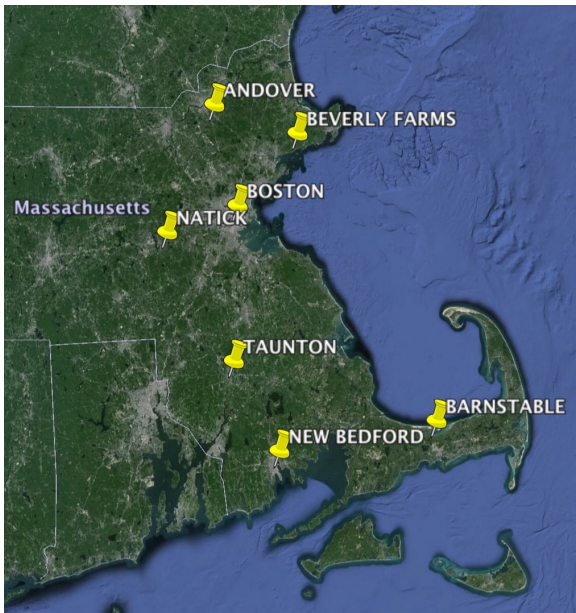 ANDOVER
BEVERLY FARMS
BOSTON
Massachusetts
NATICK
TAUNTON
BARNSTABLE
NEW BEDFORD